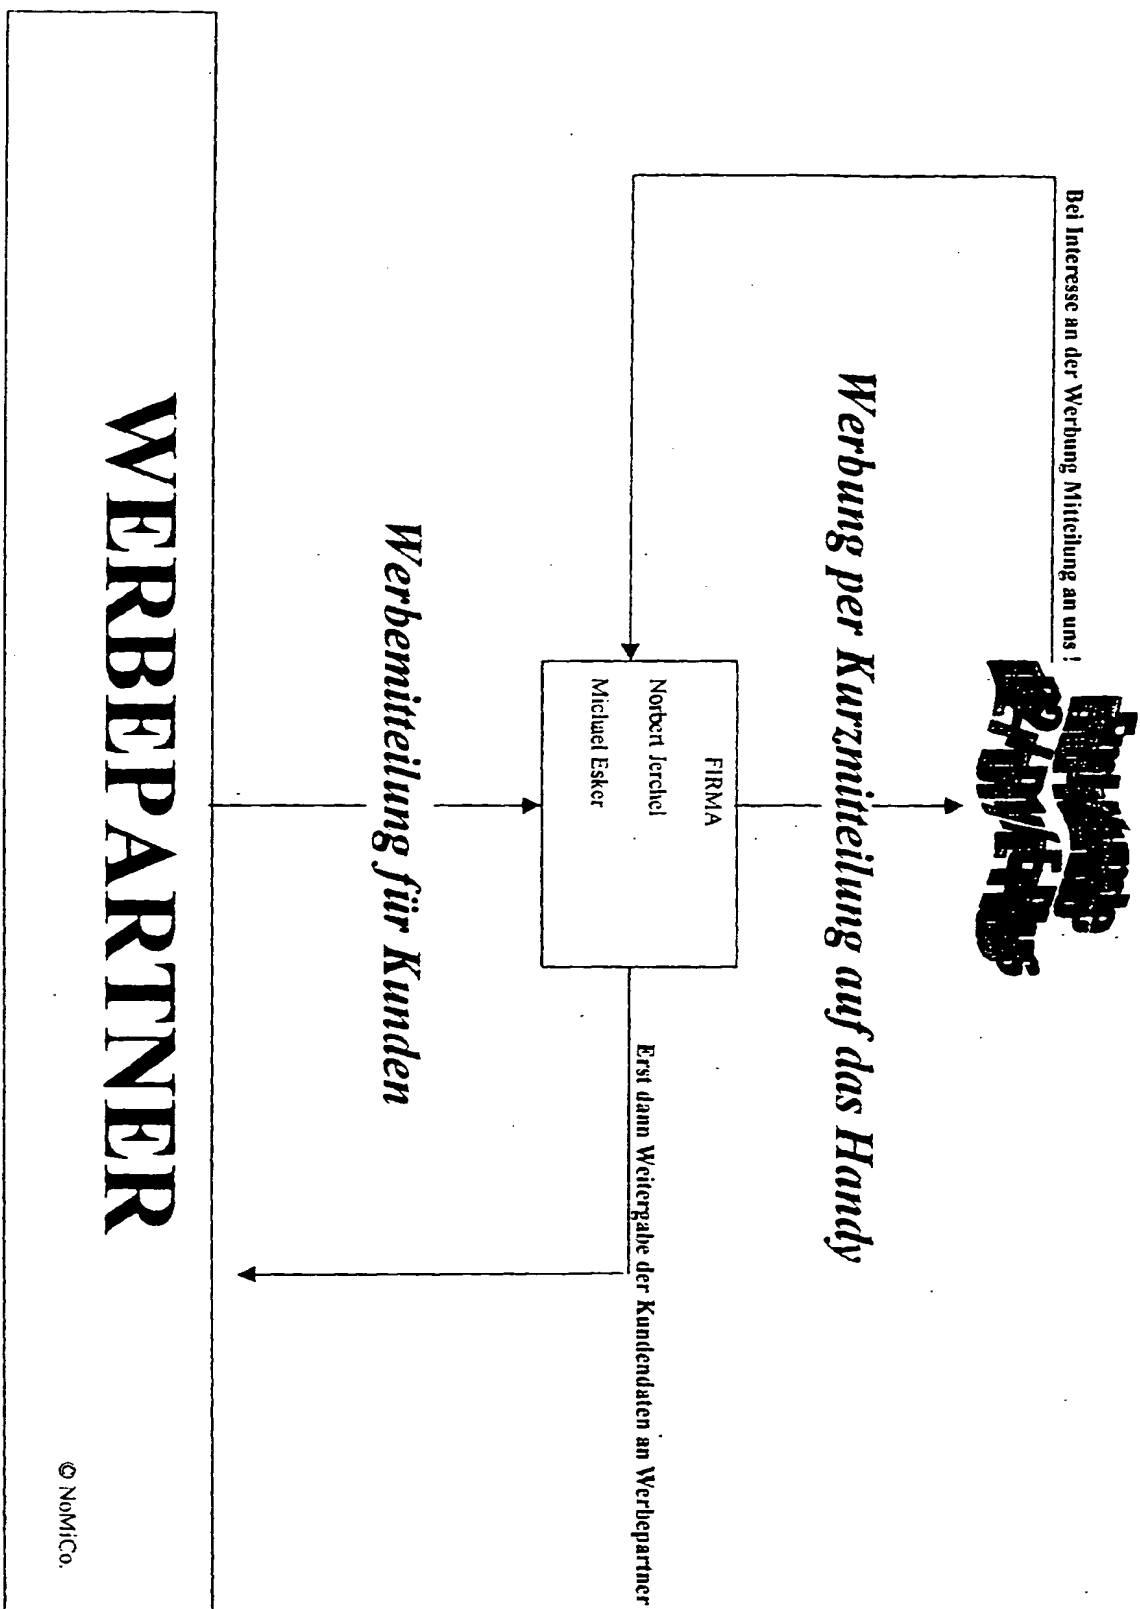 Bei Interesse an der Werbung Mitteilung an uns !
Werbung per Kurzmitteilung auf das Handy
FIRMA
Norbert Jerchel
Michael Esker
Erst dann Weitergabe der Kundendaten an Werbepartner
Werbemitteilung für Kunden
WERBEPARTNER
© NoMiCo.